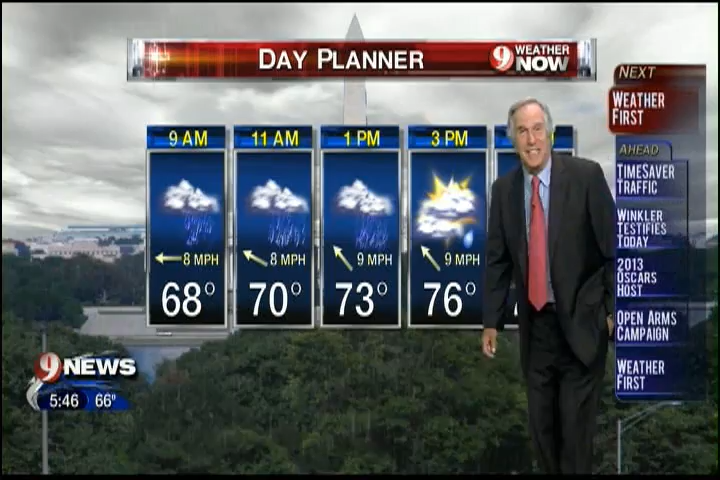 DAY PLANNER
9 WEATHER NOW
9 AM
11 AM
1 PM
3 PM
8 MPH
8 MPH
9 MPH
9 MPH
68°
70°
73°
76°
NEXT
WEATHER
FIRST
AHEAD
TIMESAVER
TRAFFIC
WINKLER
TESTIFIES
TODAY
2013
OSCARS
HOST
OPEN ARMS
CAMPAIGN
WEATHER
FIRST
9 NEWS
5:46 66°